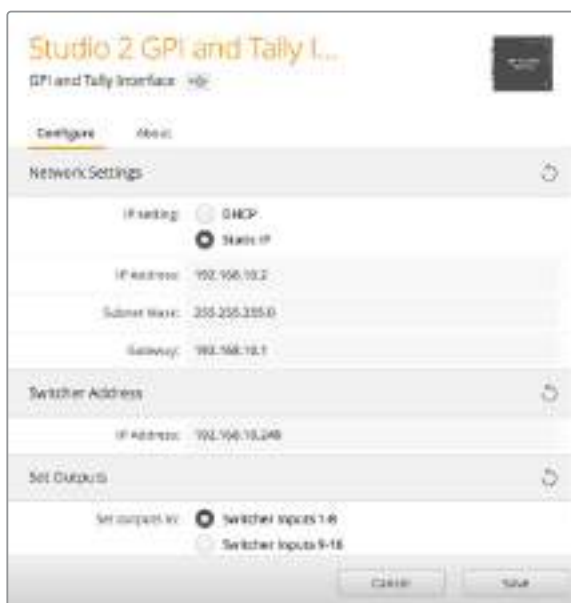 Studio 2 GPI and Tally I...
GPI and Tally Interface
Configure About
Network Settings
IP setting: DHCP
Static IP
IP Address: 192.168.10.2
Subnet Mask: 255.255.255.0
Gateway: 192.168.10.1
Switcher Address
IP Address: 192.168.10.240
Set Outputs
Set outputs to: Switcher Inputs 1-8
Switcher Inputs 9-16
Cancel Save